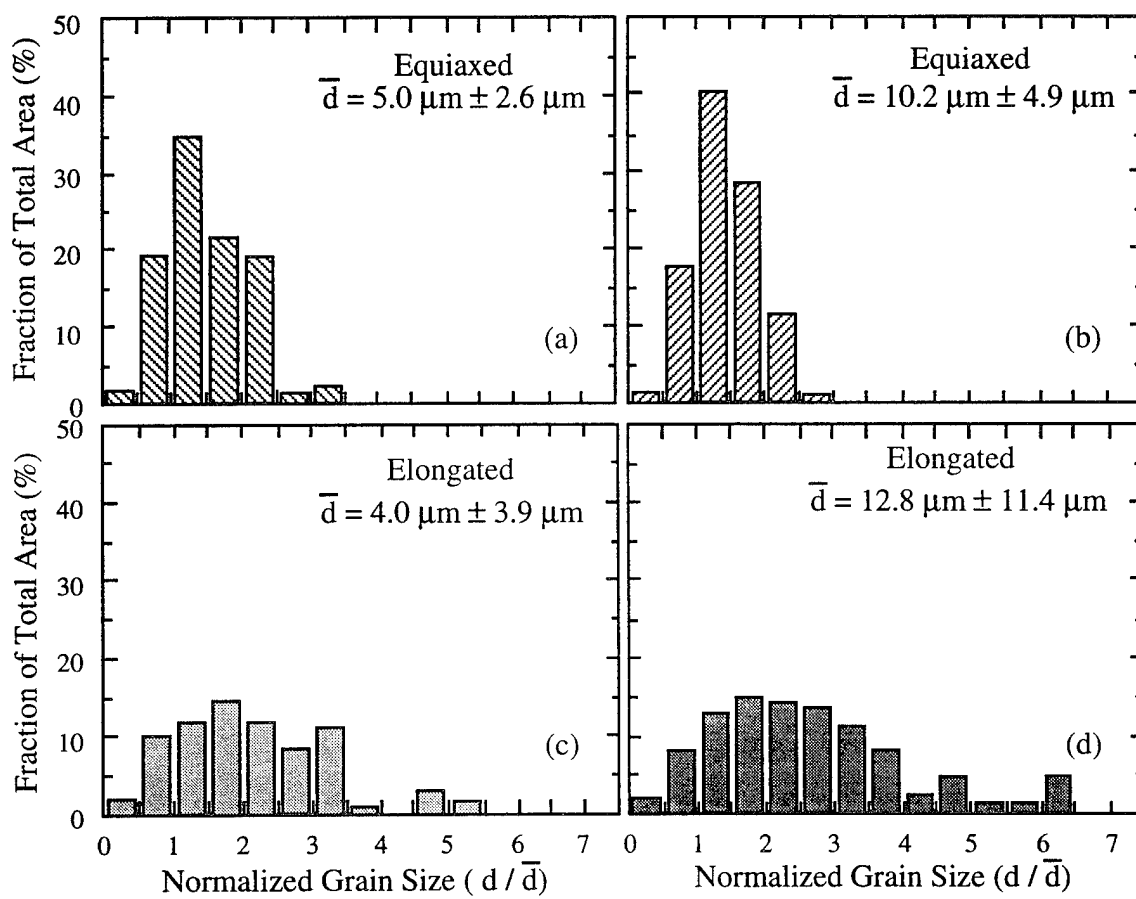 Fraction of Total Area (%)
50
40
30
20
10
0
Equiaxed
d̅ = 5.0 μm ± 2.6 μm
(a)
Equiaxed
d̅ = 10.2 μm ± 4.9 μm
(b)
Fraction of Total Area (%)
50
40
30
20
10
0
Elongated
d̅ = 4.0 μm ± 3.9 μm
(c)
0 1 2 3 4 5 6 7
Normalized Grain Size ( d / d̅)
Elongated
d̅ = 12.8 μm ± 11.4 μm
(d)
0 1 2 3 4 5 6 7
Normalized Grain Size (d / d̅)